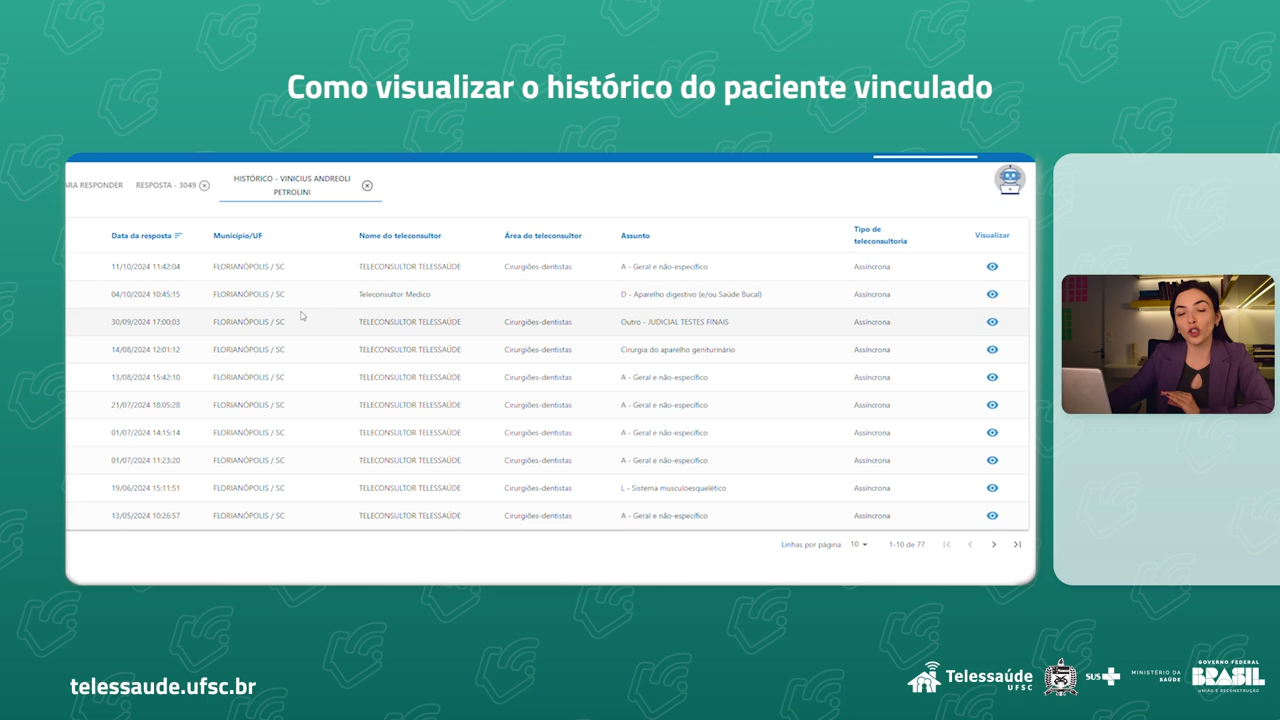 Como visualizar o histórico do paciente vinculado
ARA RESPONDER
RESPOSTA - 3049
HISTÓRICO - VINICIUS ANDREOLI
PETROLINI
Data da resposta Município/UF Nome do teleconsultor Área do teleconsultor Assunto Tipo de teleconsultoria Visualizar
11/10/2024 11:42:04 FLORIANÓPOLIS / SC TELECONSULTOR TELESSAÚDE Cirurgiões-dentistas A - Geral e não-específico Assíncrona
04/10/2024 10:45:15 FLORIANÓPOLIS / SC Teleconsultor Medico D - Aparelho digestivo (e/ou Saúde Bucal) Assíncrona
30/09/2024 17:00:03 FLORIANÓPOLIS / SC TELECONSULTOR TELESSAÚDE Cirurgiões-dentistas Outro - JUDICIAL TESTES FINAIS Assíncrona
14/08/2024 12:01:12 FLORIANÓPOLIS / SC TELECONSULTOR TELESSAÚDE Cirurgiões-dentistas Cirurgia do aparelho geniturinário Assíncrona
13/08/2024 15:42:10 FLORIANÓPOLIS / SC TELECONSULTOR TELESSAÚDE Cirurgiões-dentistas A - Geral e não-específico Assíncrona
21/07/2024 18:05:28 FLORIANÓPOLIS / SC TELECONSULTOR TELESSAÚDE Cirurgiões-dentistas A - Geral e não-específico Assíncrona
01/07/2024 14:15:14 FLORIANÓPOLIS / SC TELECONSULTOR TELESSAÚDE Cirurgiões-dentistas A - Geral e não-específico Assíncrona
01/07/2024 11:23:20 FLORIANÓPOLIS / SC TELECONSULTOR TELESSAÚDE Cirurgiões-dentistas A - Geral e não-específico Assíncrona
19/06/2024 15:11:51 FLORIANÓPOLIS / SC TELECONSULTOR TELESSAÚDE Cirurgiões-dentistas L - Sistema musculoesquelético Assíncrona
13/05/2024 10:26:57 FLORIANÓPOLIS / SC TELECONSULTOR TELESSAÚDE Cirurgiões-dentistas A - Geral e não-específico Assíncrona
Linhas por página 10 1-10 de 77
telessaude.ufsc.br
Telessaúde
UFSC
SUS
MINISTÉRIO DA
SAÚDE
GOVERNO FEDERAL
BRASIL
UNIÃO E RECONSTRUÇÃO